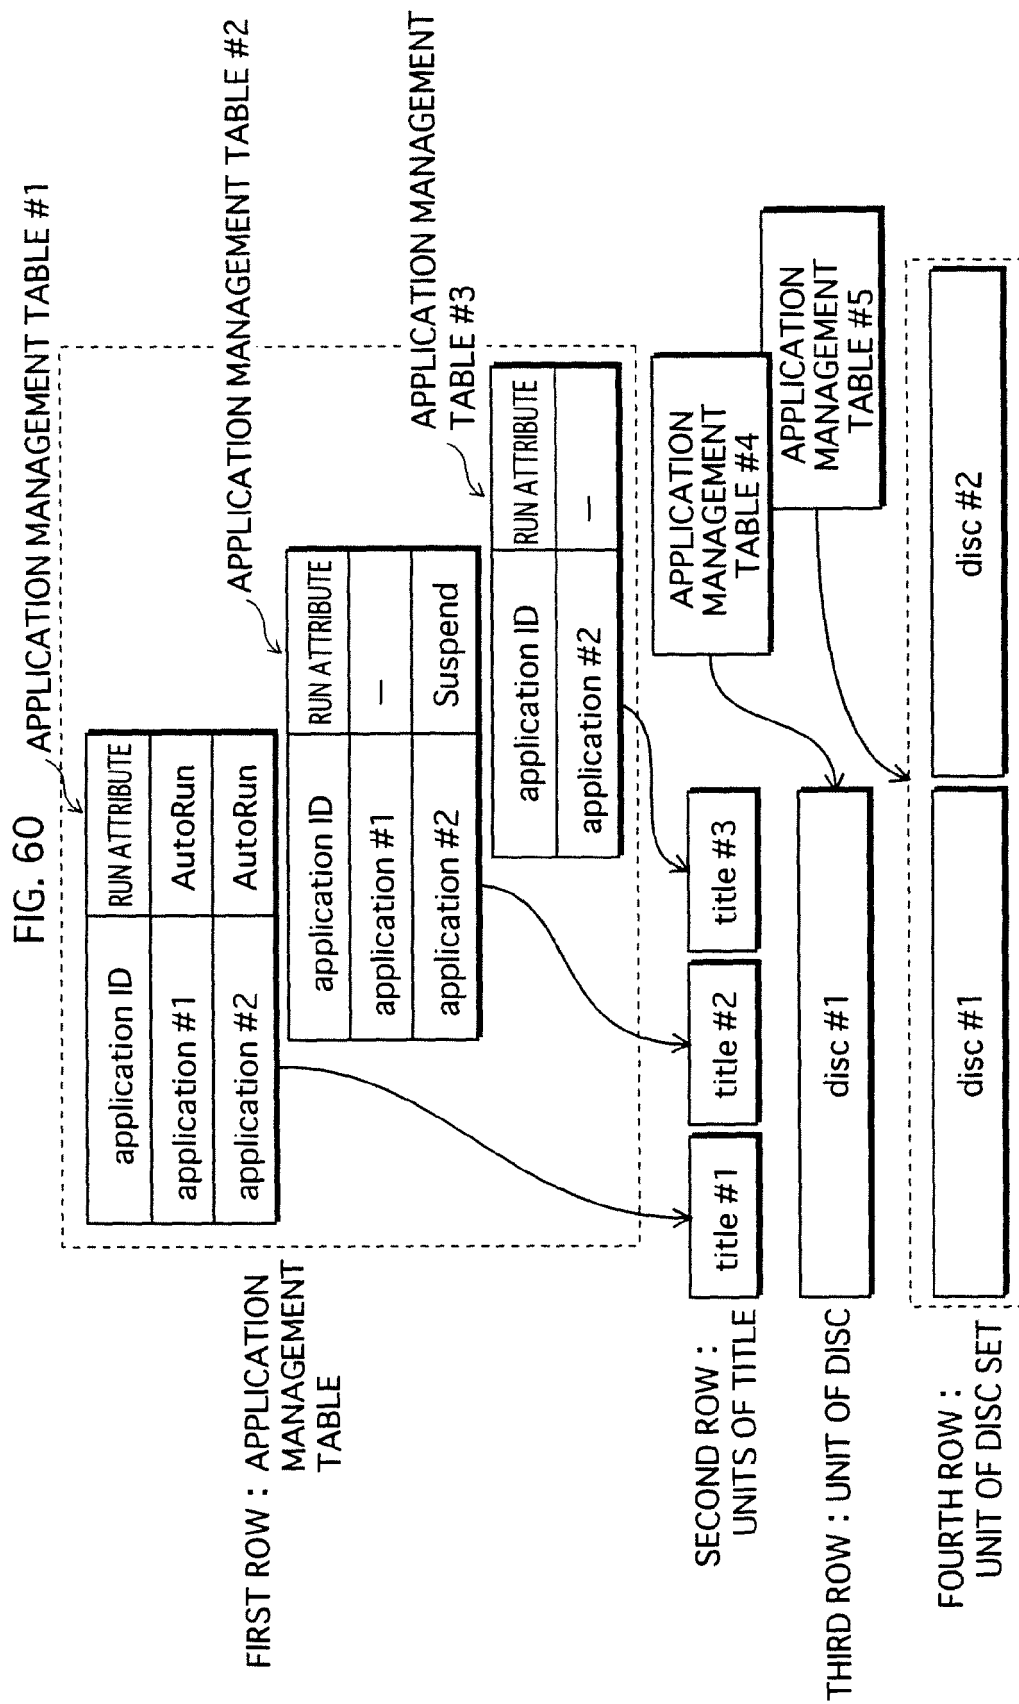 FIG. 60
APPLICATION MANAGEMENT TABLE #1
APPLICATION MANAGEMENT TABLE #2
APPLICATION MANAGEMENT
TABLE #3
FIRST ROW : APPLICATION
MANAGEMENT
TABLE
application ID
RUN ATTRIBUTE
application #1
AutoRun
application #2
AutoRun
application ID
RUN ATTRIBUTE
application #1
—
application #2
Suspend
application ID
RUN ATTRIBUTE
application #2
—
SECOND ROW :
UNITS OF TITLE
title #1
title #2
title #3
APPLICATION
MANAGEMENT
TABLE #4
THIRD ROW : UNIT OF DISC
disc #1
APPLICATION
MANAGEMENT
TABLE #5
FOURTH ROW :
UNIT OF DISC SET
disc #1
disc #2